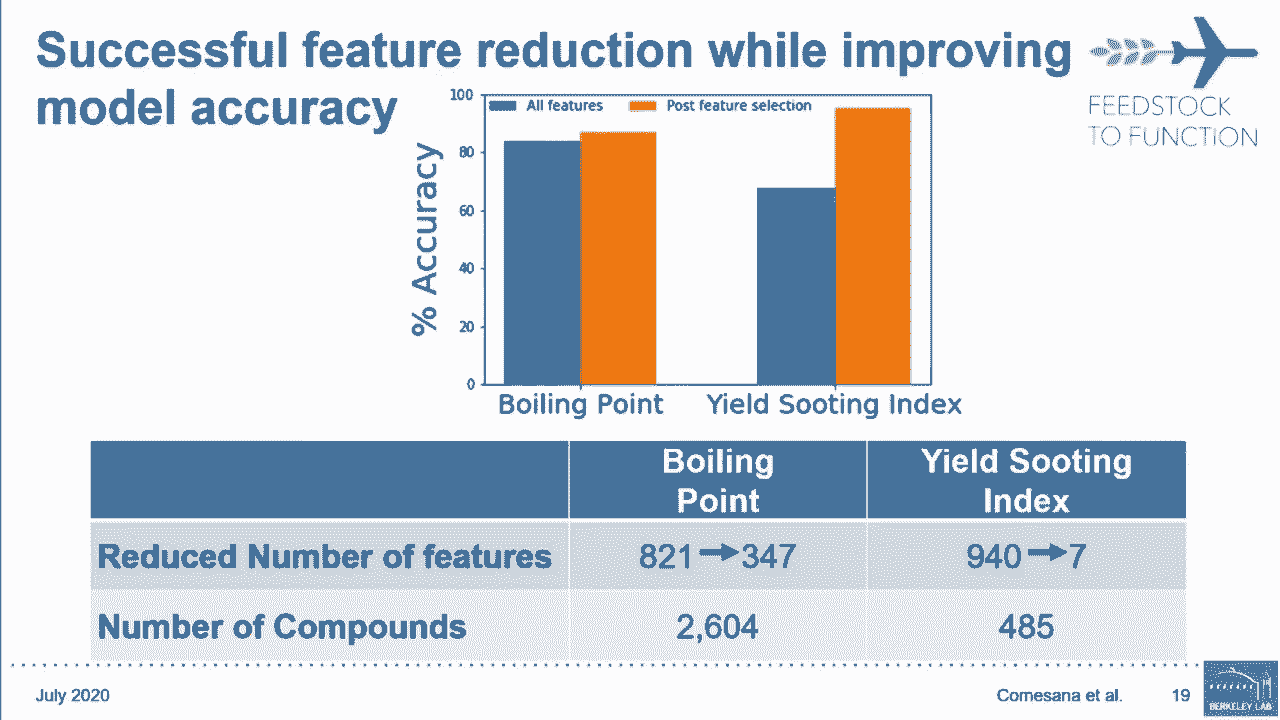 Successful feature reduction while improving
model accuracy
FEEDSTOCK
TO FUNCTION
All features
Post feature selection
100
80
60
40
20
0
% Accuracy
Boiling Point
Yield Sooting Index
Boiling
Point
Yield Sooting
Index
Reduced Number of features
821 → 347
940 → 7
Number of Compounds
2,604
485
July 2020
Comesana et al.
19
BERKELEY LAB